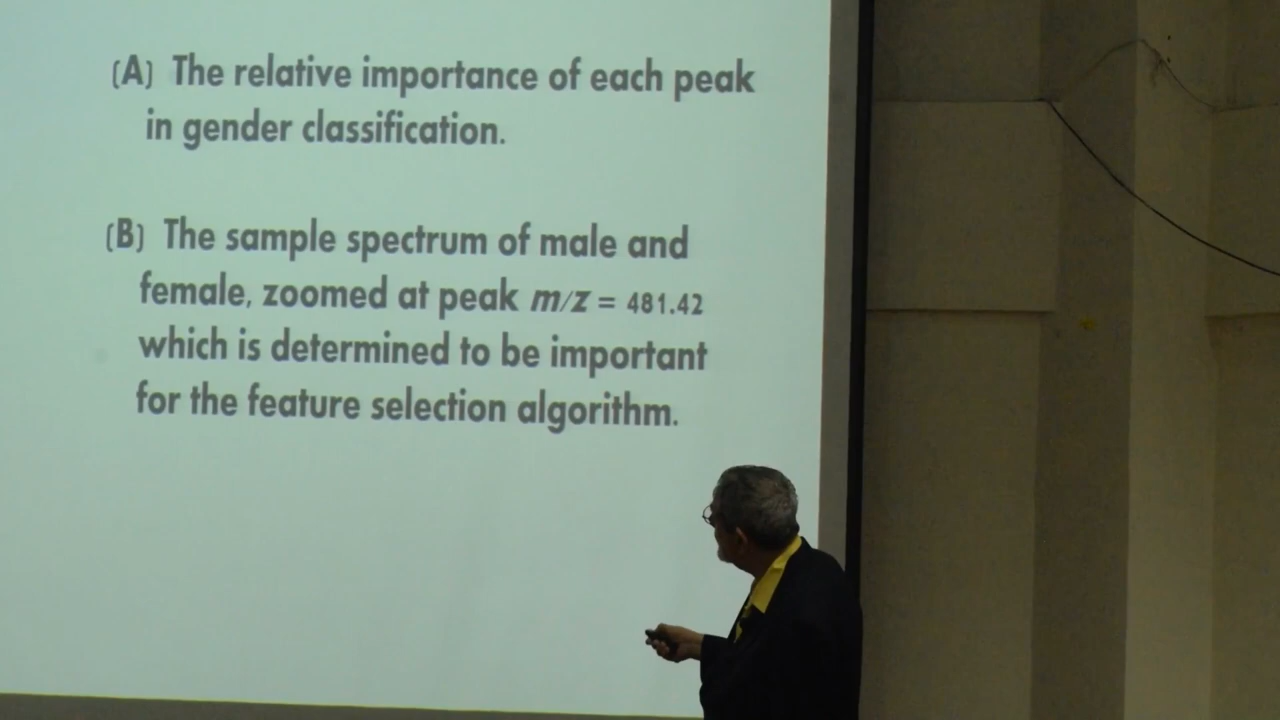 (A) The relative importance of each peak
in gender classification.
(B) The sample spectrum of male and
female, zoomed at peak m/z = 481.42
which is determined to be important
for the feature selection algorithm.